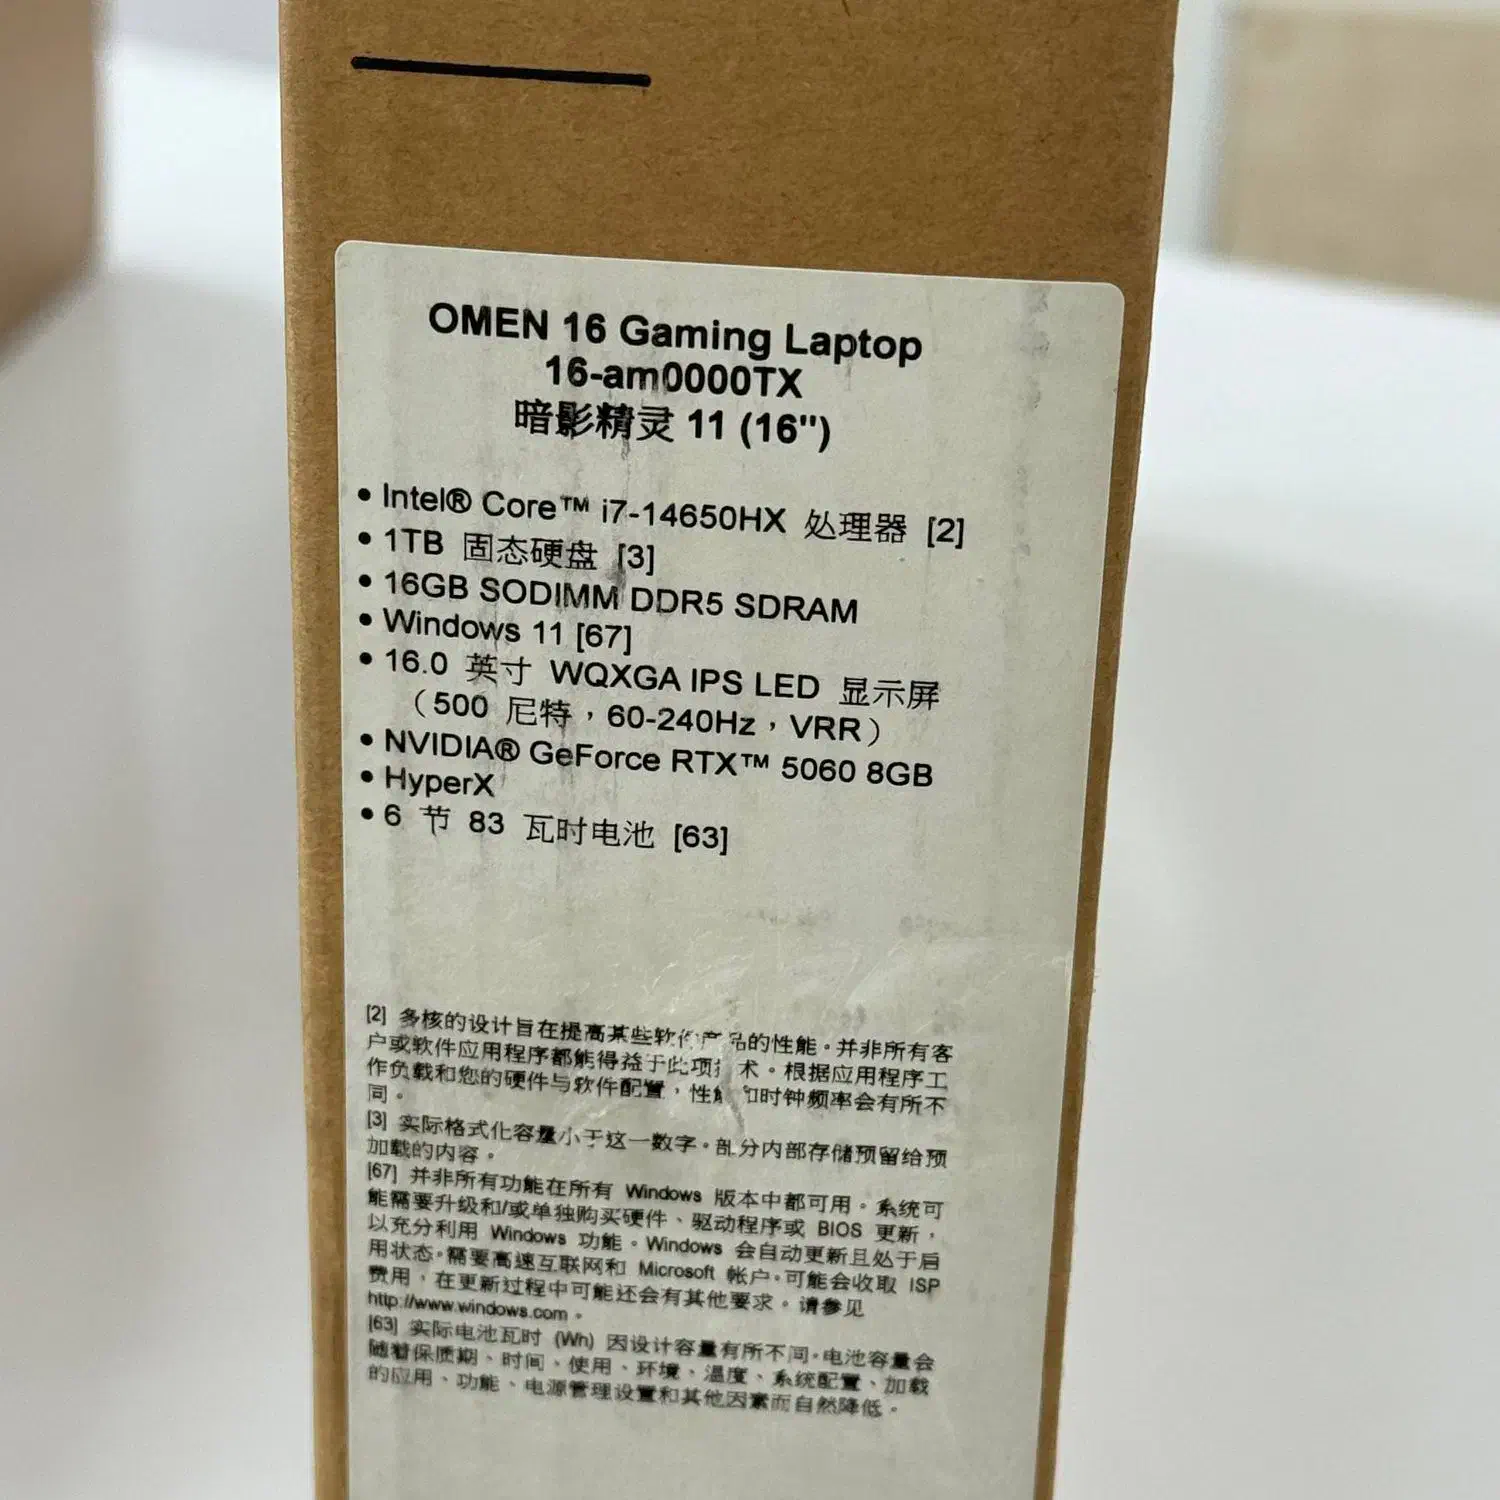 OMEN 16 Gaming Laptop
16-am0000TX
暗影精灵 11 (16")
• Intel® Core™ i7-14650HX 处理器 [2]
• 1TB 固态硬盘 [3]
• 16GB SODIMM DDR5 SDRAM
• Windows 11 [67]
• 16.0 英寸 WQXGA IPS LED 显示屏
（500 尼特，60-240Hz，VRR）
• NVIDIA® GeForce RTX™ 5060 8GB
• HyperX
• 6 节 83 瓦时电池 [63]
[2] 多核的设计旨在提高某些软件产品的性能。并非所有客
户或软件应用程序都能得益于此项技术。根据应用程序工
作负载和您的硬件与软件配置，性能和时钟频率会有所不
同。
[3] 实际格式化容量小于这一数字。部分内部存储预留给预
加载的内容。
[67] 并非所有功能在所有 Windows 版本中都可用。系统可
能需要升级和/或单独购买硬件、驱动程序或 BIOS 更新，
以充分利用 Windows 功能。Windows 会自动更新且处于启
用状态。需要高速互联网和 Microsoft 帐户。可能会收取 ISP
费用，在更新过程中可能还会有其他要求。请参见
http://www.windows.com。
[63] 实际电池瓦时 (Wh) 因设计容量有所不同。电池容量会
随着保质期、时间、使用、环境、温度、系统配置、加载
的应用、功能、电源管理设置和其他因素而自然降低。